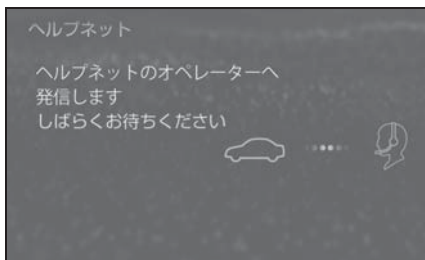 ヘルプネット
ヘルプネットのオペレーターへ
発信します
しばらくお待ちください